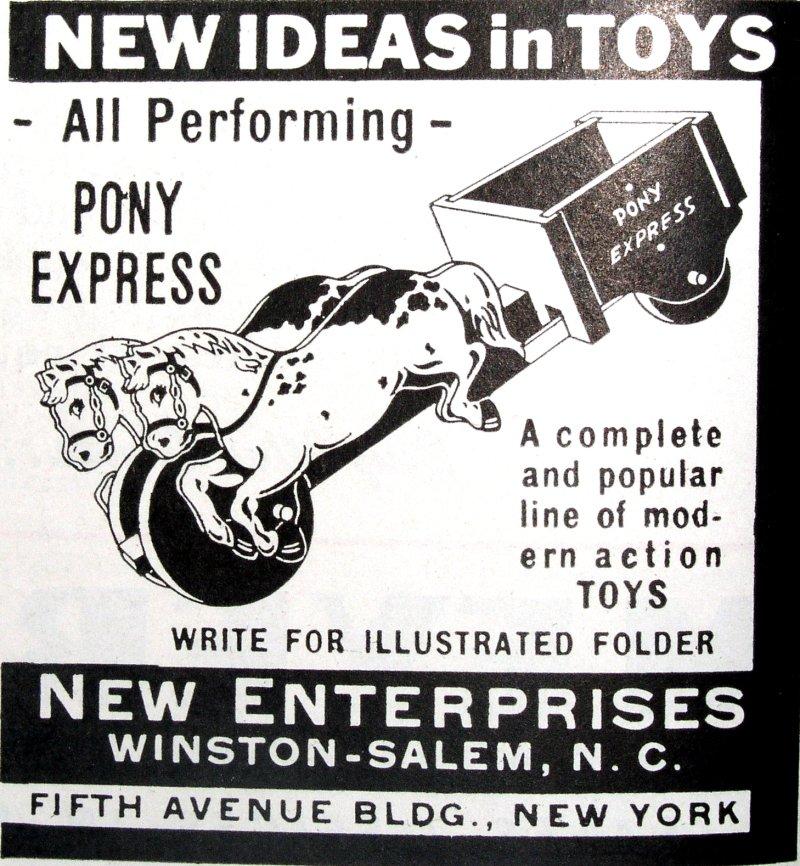 NEW IDEAS in TOYS
- All Performing -
PONY
EXPRESS
PONY
EXPRESS
A complete
and popular
line of mod-
ern action
TOYS
WRITE FOR ILLUSTRATED FOLDER
NEW ENTERPRISES
WINSTON-SALEM, N. C.
FIFTH AVENUE BLDG., NEW YORK